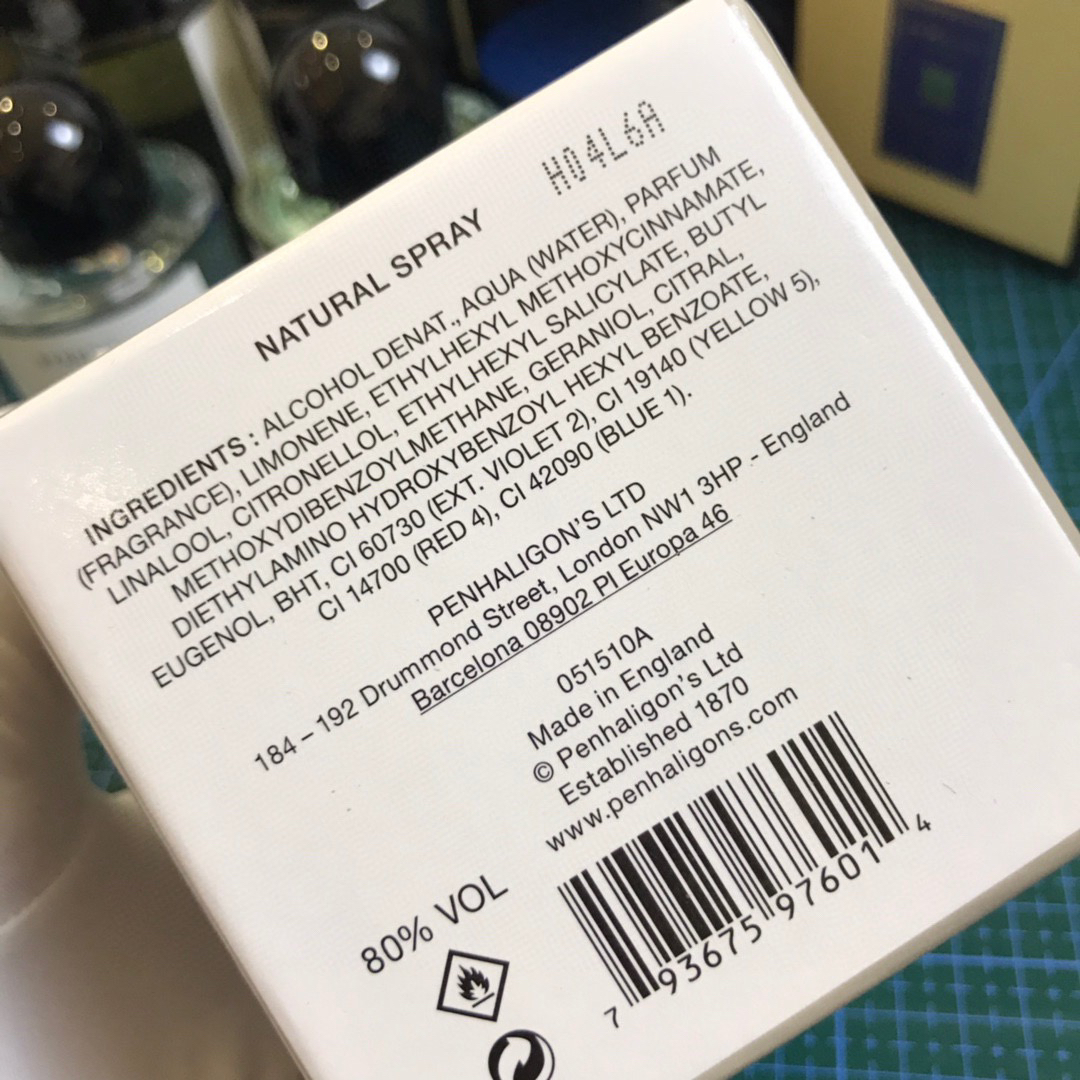 H04L6A
NATURAL SPRAY
INGREDIENTS : ALCOHOL DENAT., AQUA (WATER), PARFUM
(FRAGRANCE), LIMONENE, ETHYLHEXYL METHOXYCINNAMATE,
LINALOOL, CITRONELLOL, ETHYLHEXYL SALICYLATE, BUTYL
METHOXYDIBENZOYLMETHANE, GERANIOL, CITRAL,
DIETHYLAMINO HYDROXYBENZOYL HEXYL BENZOATE,
EUGENOL, BHT, CI 60730 (EXT. VIOLET 2), CI 19140 (YELLOW 5),
CI 14700 (RED 4), CI 42090 (BLUE 1).
PENHALIGON'S LTD
184 – 192 Drummond Street, London NW1 3HP - England
Barcelona 08902 Pl Europa 46
051510A
Made in England
© Penhaligon's Ltd
Established 1870
www.penhaligons.com
80% VOL
7 93675 97601 4